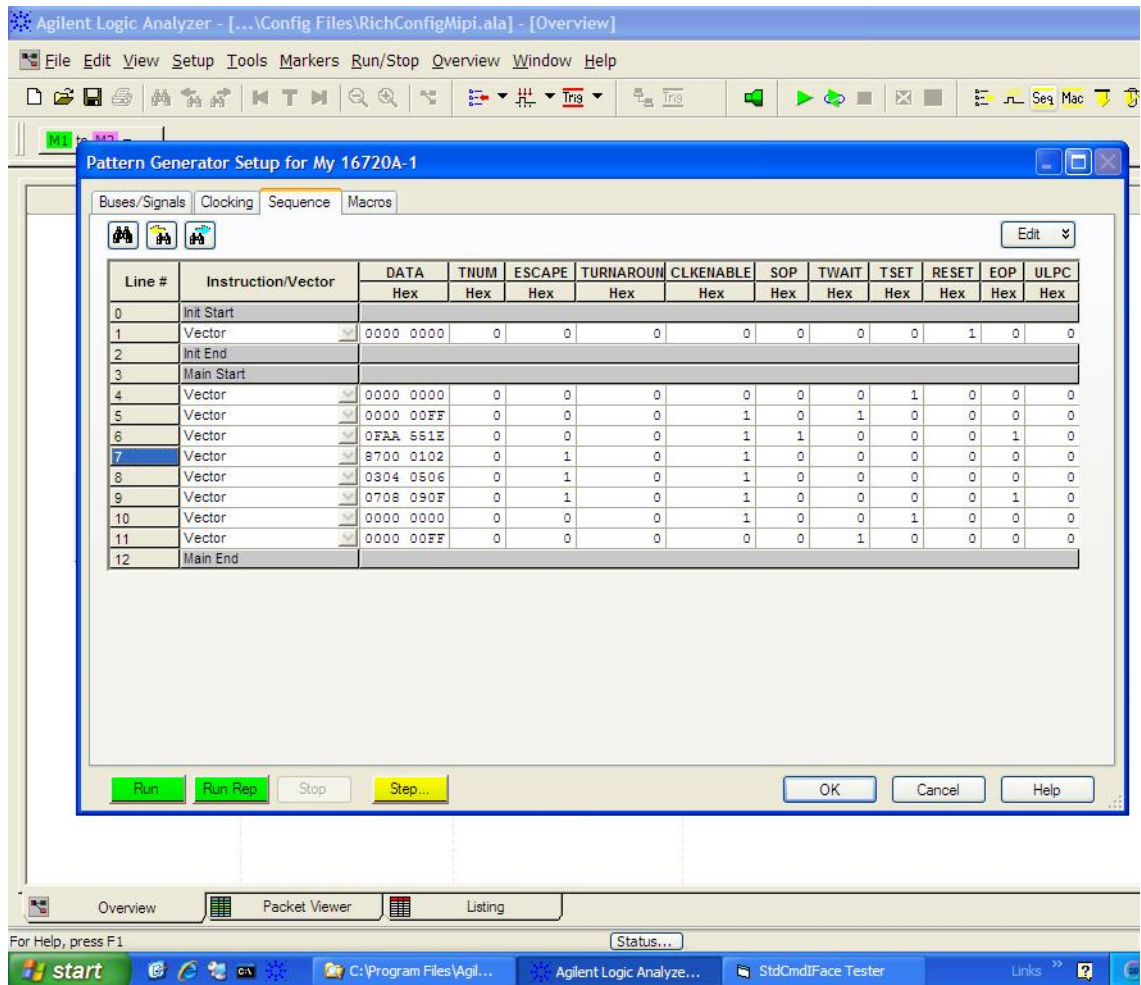 Agilent Logic Analyzer - [...\Config Files\RichConfigMipi.ala] - [Overview]
File Edit View Setup Tools Markers Run/Stop Overview Window Help
Trig Trig Seq Mac
M1 to M2 =
Pattern Generator Setup for My 16720A-1
Buses/Signals Clocking Sequence Macros
Edit
Line # Instruction/Vector DATA TNUM ESCAPE TURNAROUN CLKENABLE SOP TWAIT TSET RESET EOP ULPC
Hex Hex Hex Hex Hex Hex Hex Hex Hex Hex Hex
0 Init Start
1 Vector 0000 0000 0 0 0 0 0 0 0 1 0 0
2 Init End
3 Main Start
4 Vector 0000 0000 0 0 0 0 0 0 1 0 0 0
5 Vector 0000 00FF 0 0 0 1 0 1 0 0 0 0
6 Vector 0FAA 551E 0 0 0 1 1 0 0 0 1 0
7 Vector 8700 0102 0 1 0 1 0 0 0 0 0 0
8 Vector 0304 0506 0 1 0 1 0 0 0 0 0 0
9 Vector 0708 090F 0 1 0 1 0 0 0 0 1 0
10 Vector 0000 0000 0 0 0 1 0 0 1 0 0 0
11 Vector 0000 00FF 0 0 0 0 0 1 0 0 0 0
12 Main End
Run Run Rep Stop Step... OK Cancel Help
Overview Packet Viewer Listing
For Help, press F1 Status...
start C:\Program Files\Agil... Agilent Logic Analyze... StdCmdIFace Tester Links »